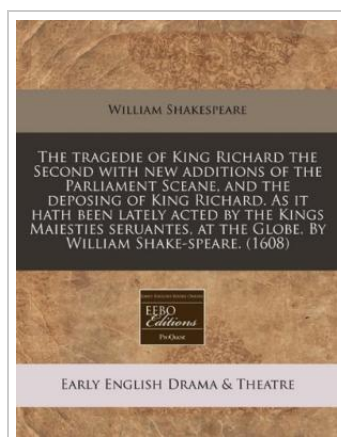 WILLIAM SHAKESPEARE
THE TRAGEDIE OF KING RICHARD THE
SECOND WITH NEW ADDITIONS OF THE
PARLIAMENT SCEANE, AND THE
DEPOSING OF KING RICHARD. AS IT
HATH BEEN LATELY ACTED BY THE KINGS
MAIESTIES SERUANTES, AT THE GLOBE. BY
WILLIAM SHAKE-SPEARE. (1608)
EEBO
Editions
ProQuest
EARLY ENGLISH DRAMA & THEATRE